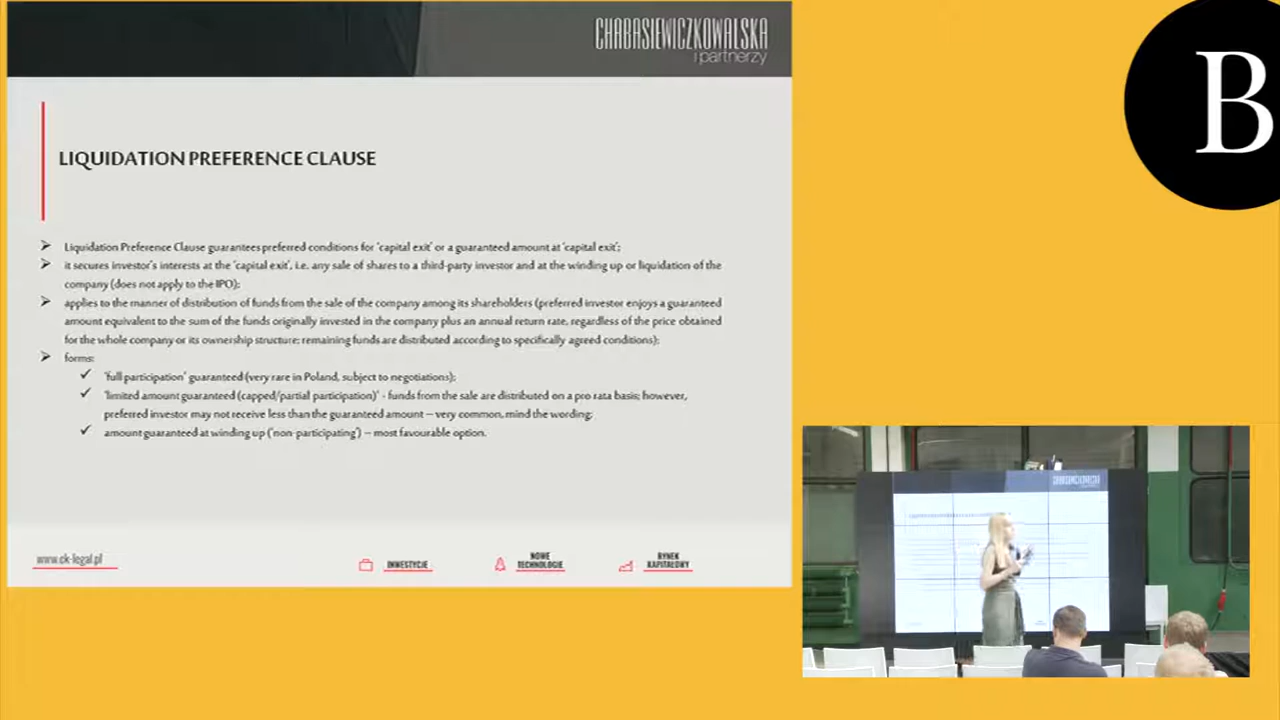 CHABASIEWICZKOWALSKA
i partnerzy
B
LIQUIDATION PREFERENCE CLAUSE
Liquidation Preference Clause guarantees preferred conditions for 'capital exit' or a guaranteed amount at 'capital exit';
it secures investor's interests at the 'capital exit', i.e. any sale of shares to a third-party investor and at the winding up or liquidation of the
company (does not apply to the IPO);
applies to the manner of distribution of funds from the sale of the company among its shareholders (preferred investor enjoys a guaranteed
amount equivalent to the sum of the funds originally invested in the company plus an annual return rate, regardless of the price obtained
for the whole company or its ownership structure; remaining funds are distributed according to specifically agreed conditions);
forms:
'full participation' guaranteed (very rare in Poland, subject to negotiations);
'limited amount guaranteed (capped/partial participation)' - funds from the sale are distributed on a pro rata basis; however,
preferred investor may not receive less than the guaranteed amount – very common, mind the wording;
amount guaranteed at winding up ('non-participating') – most favourable option.
www.ck-legal.pl
INWESTYCJE
NOWE
TECHNOLOGIE
RYNEK
KAPITAŁOWY